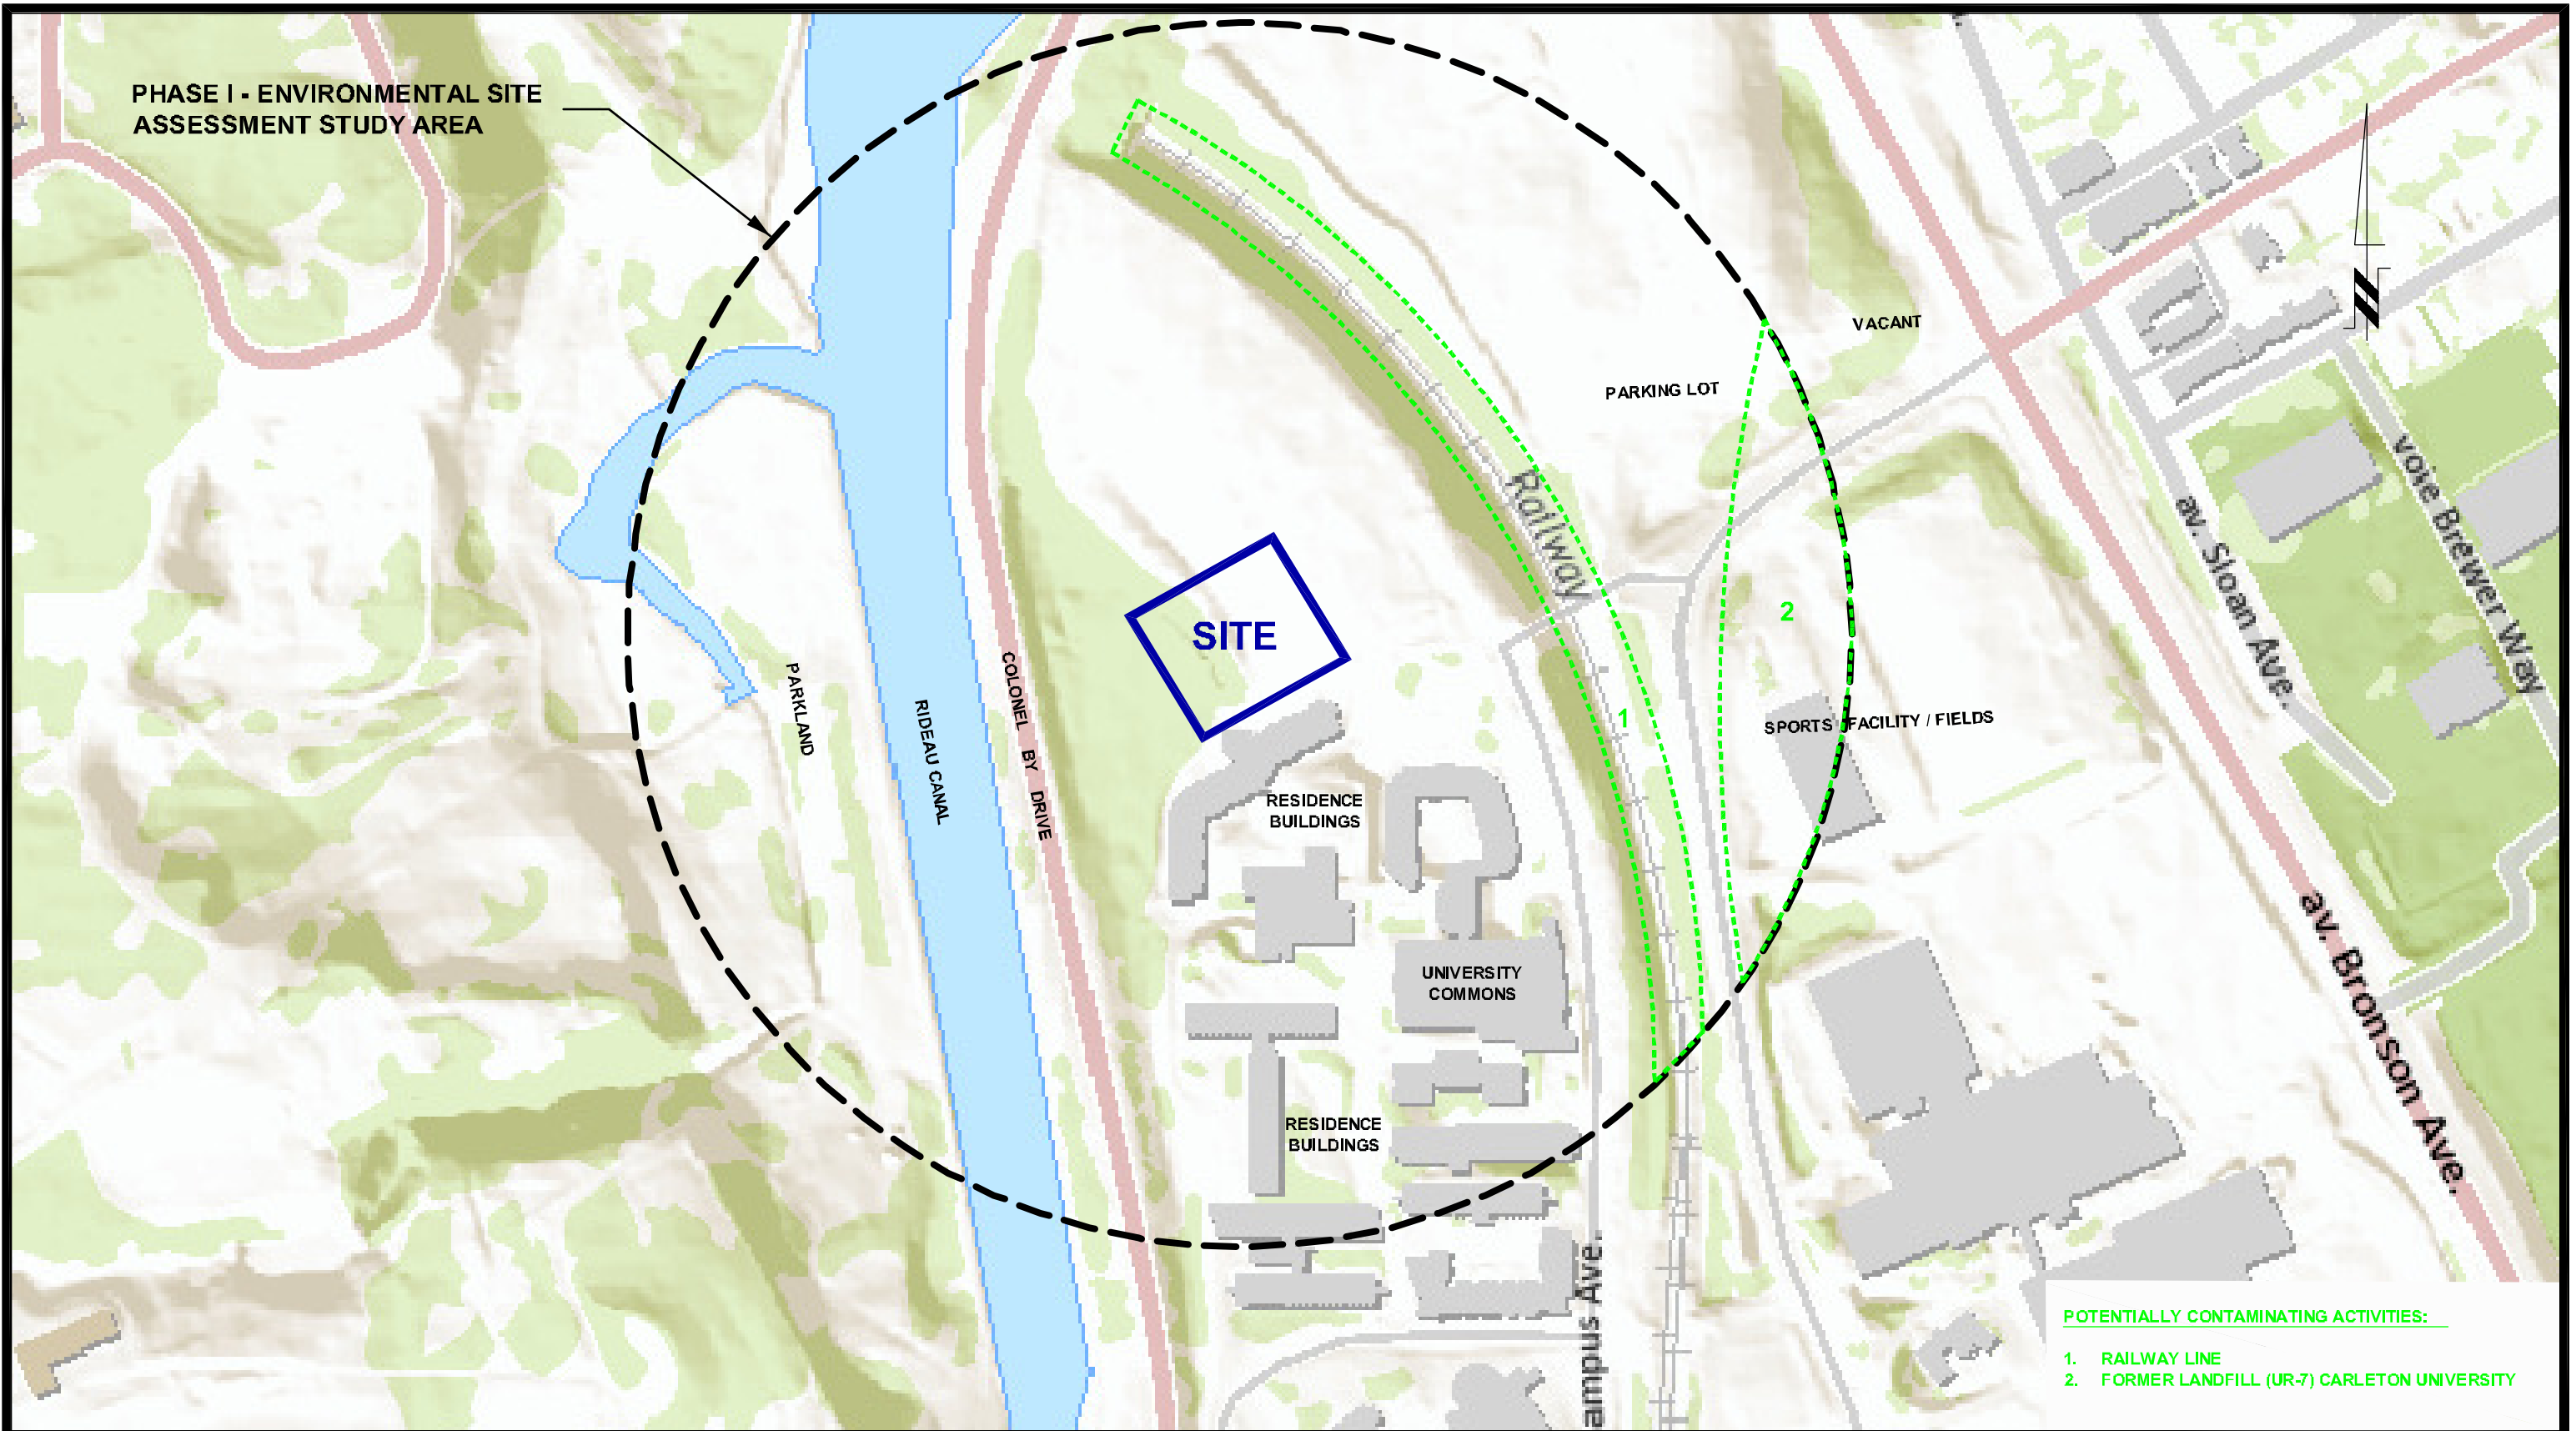 PHASE I - ENVIRONMENTAL SITE
ASSESSMENT STUDY AREA
VACANT
PARKING LOT
Railway
voie Brewer Way
av. Sloan Ave.
SITE
2
1
SPORTS FACILITY / FIELDS
PARKLAND
RIDEAU CANAL
COLONEL BY DRIVE
RESIDENCE
BUILDINGS
UNIVERSITY
COMMONS
av. Bronson Ave.
RESIDENCE
BUILDINGS
ampus Ave.
POTENTIALLY CONTAMINATING ACTIVITIES:
1. RAILWAY LINE
2. FORMER LANDFILL (UR-7) CARLETON UNIVERSITY